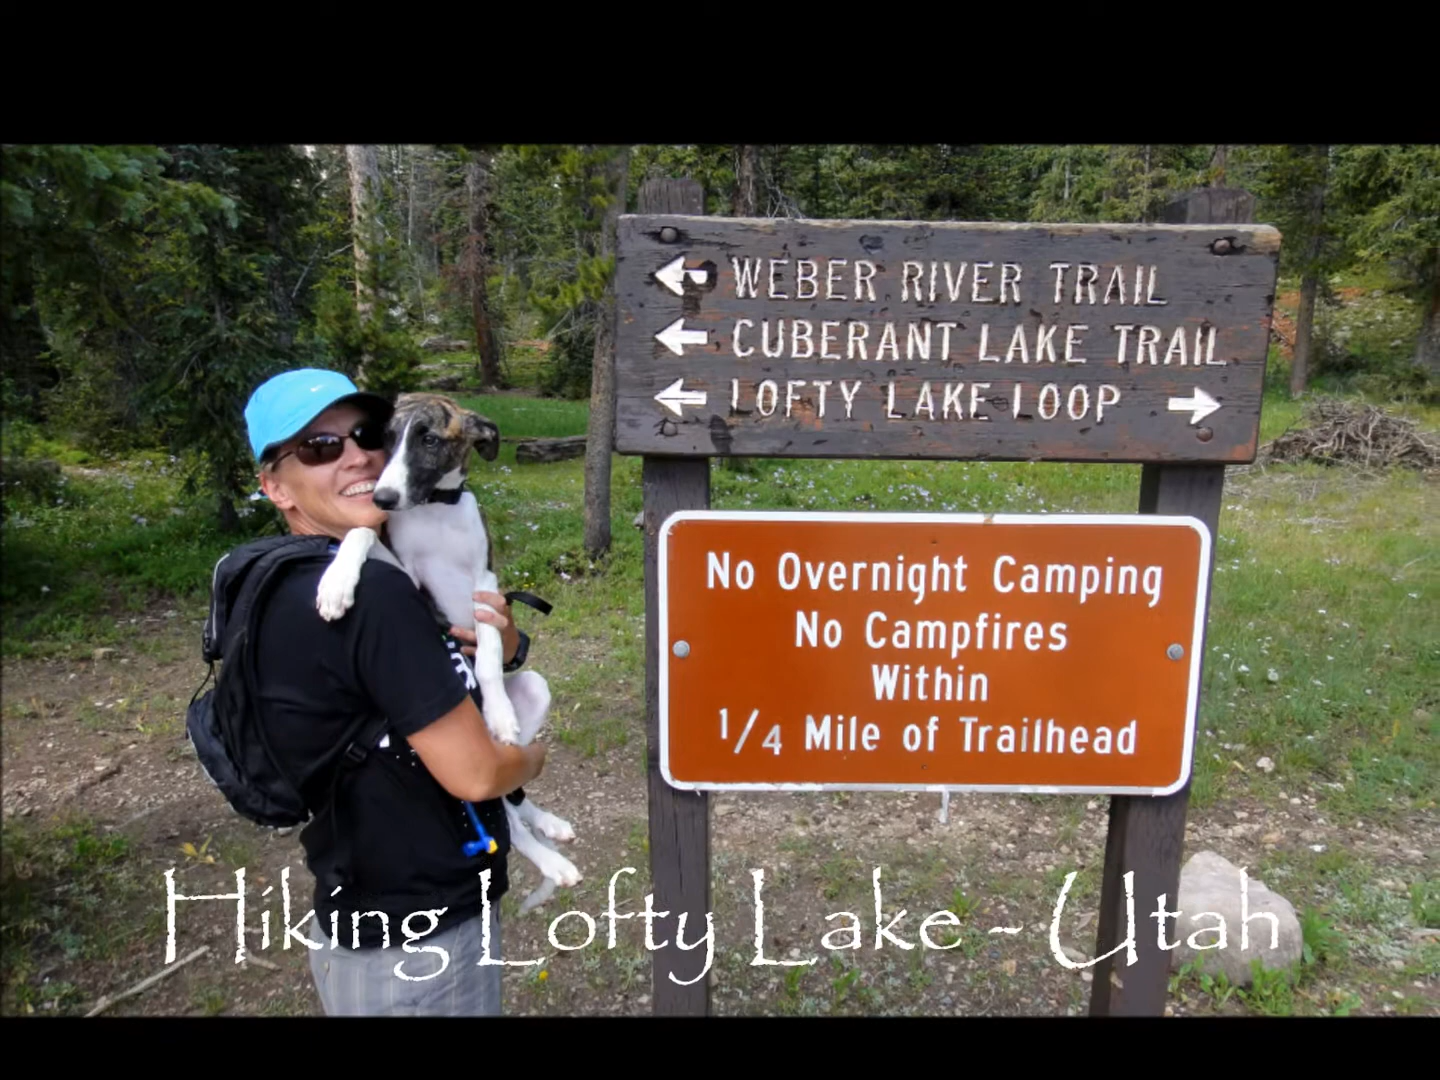 WEBER RIVER TRAIL
CUBERANT LAKE TRAIL
LOFTY LAKE LOOP
No Overnight Camping
No Campfires
Within
1/4 Mile of Trailhead
Hiking Lofty Lake - Utah